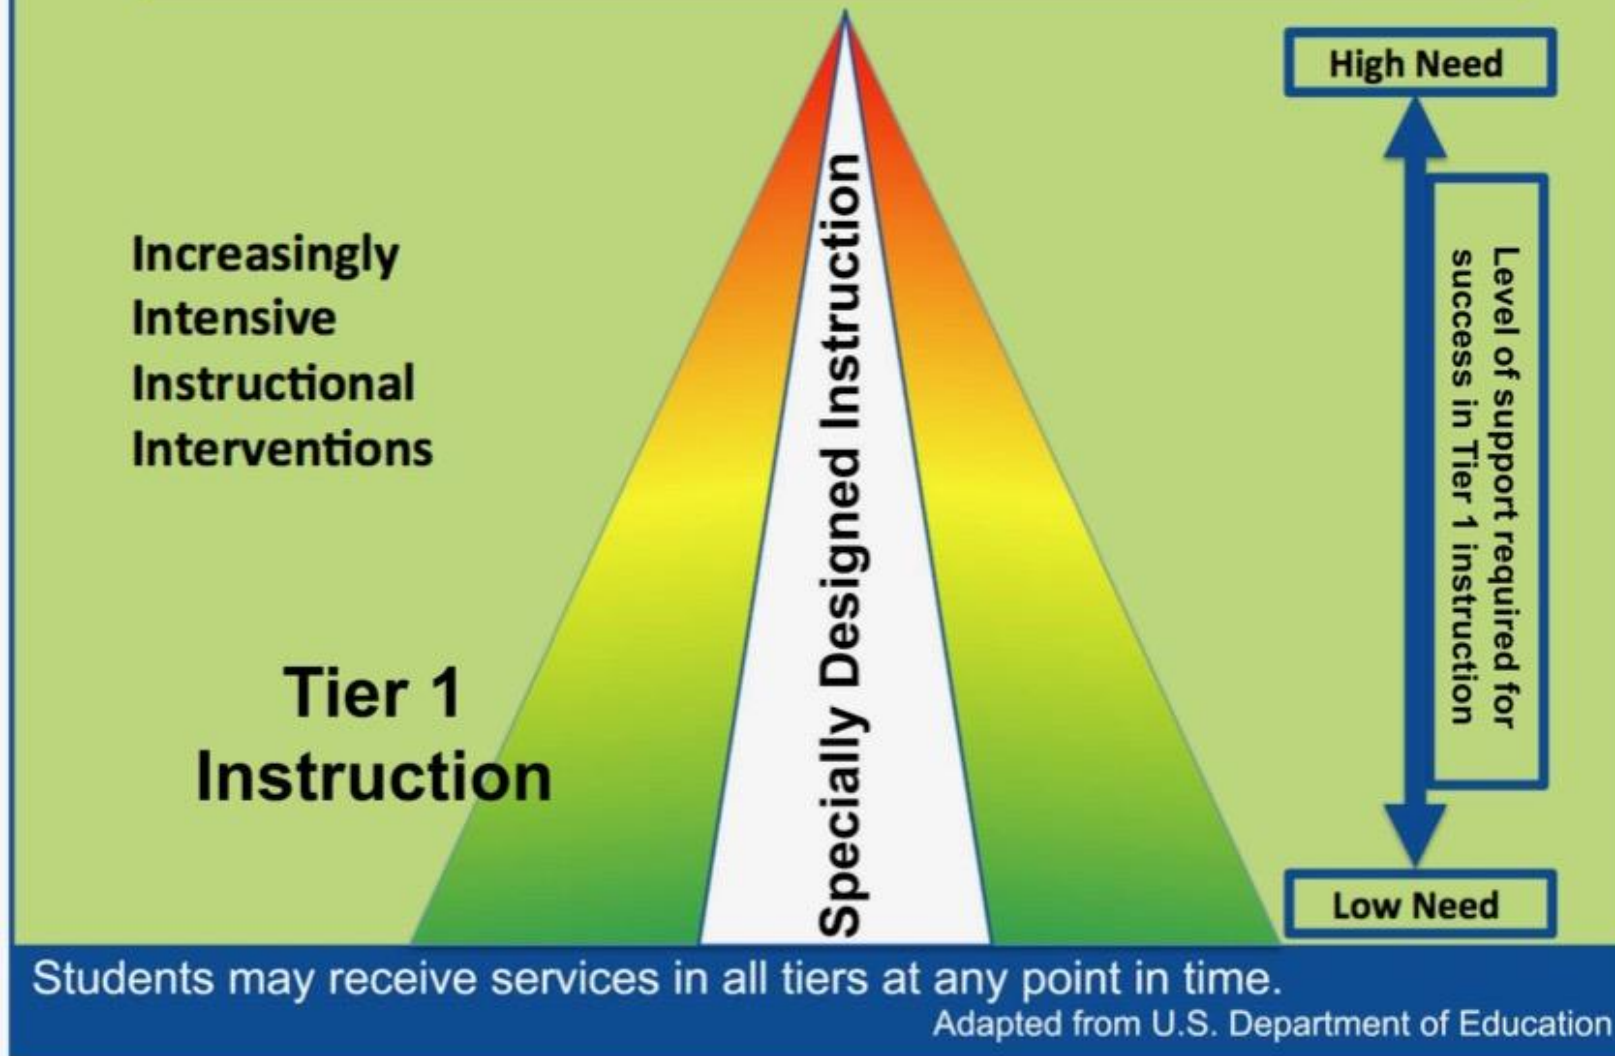 High Need
Increasingly
Intensive
Instructional
Interventions
Specially Designed Instruction
Level of support required for
success in Tier 1 instruction
Tier 1
Instruction
Low Need
Students may receive services in all tiers at any point in time.
Adapted from U.S. Department of Education